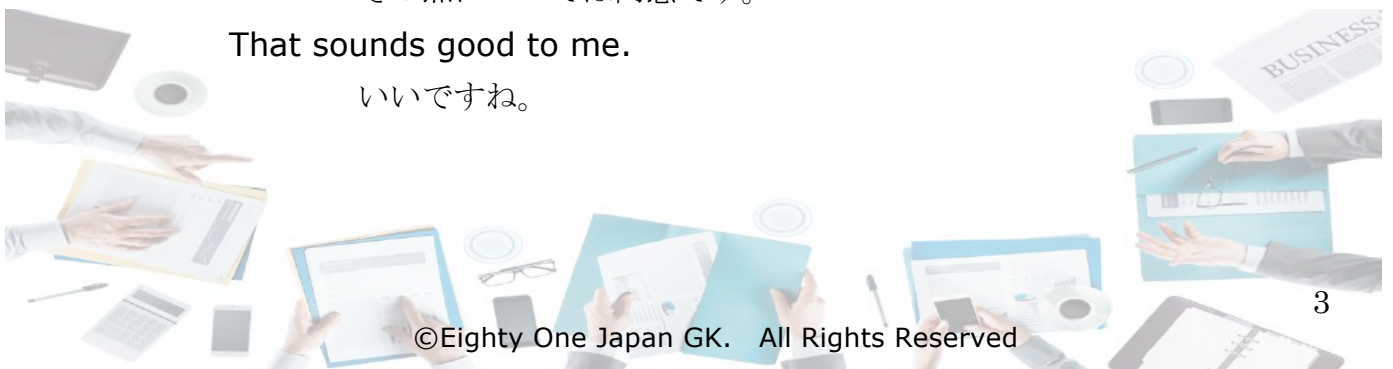 That sounds good to me.
いいですね。
BUSINESS
3
©Eighty One Japan GK. All Rights Reserved